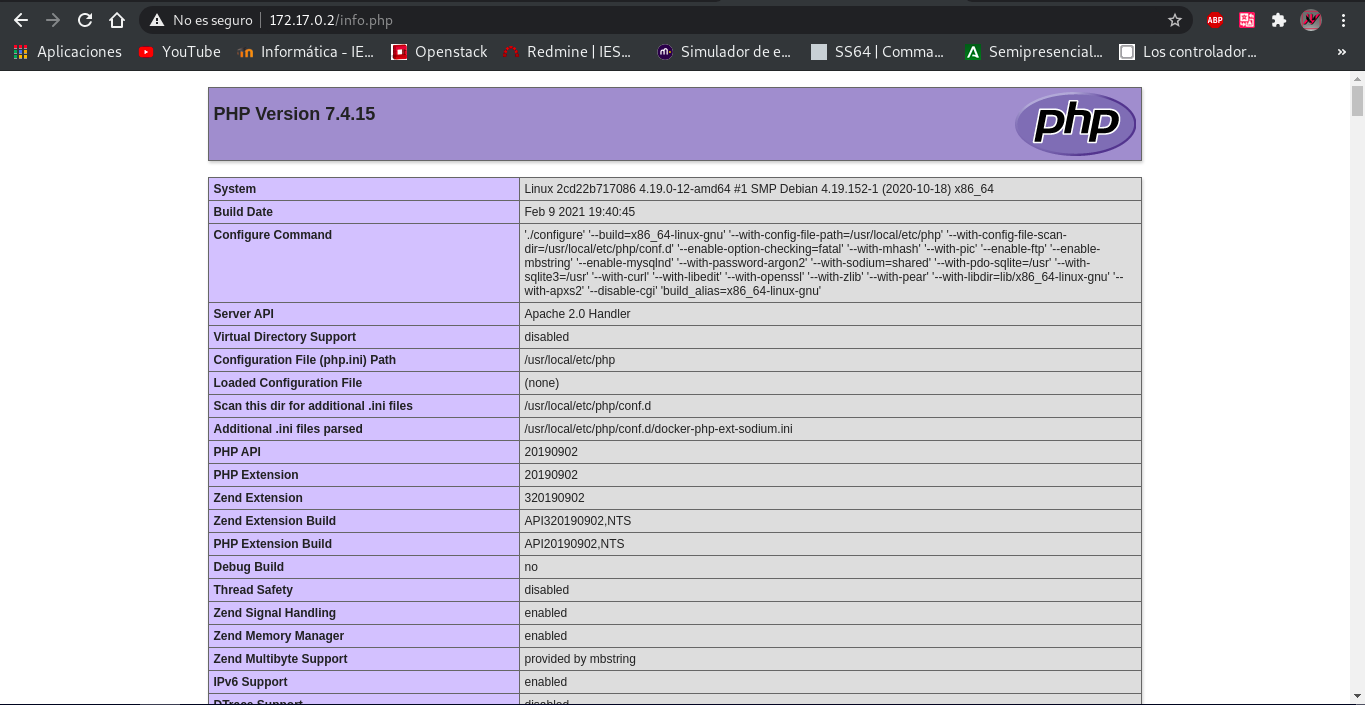 No es seguro 172.17.0.2/info.php
ABP
Aplicaciones YouTube Informática - IE... Openstack Redmine | IES... Simulador de e... SS64 | Comma... Semipresencial... Los controlador... »
PHP Version 7.4.15
php
System Linux 2cd22b717086 4.19.0-12-amd64 #1 SMP Debian 4.19.152-1 (2020-10-18) x86_64
Build Date Feb 9 2021 19:40:45
Configure Command './configure' '--build=x86_64-linux-gnu' '--with-config-file-path=/usr/local/etc/php' '--with-config-file-scan-
dir=/usr/local/etc/php/conf.d' '--enable-option-checking=fatal' '--with-mhash' '--with-pic' '--enable-ftp' '--enable-
mbstring' '--enable-mysqlnd' '--with-password-argon2' '--with-sodium=shared' '--with-pdo-sqlite=/usr' '--with-
sqlite3=/usr' '--with-curl' '--with-libedit' '--with-openssl' '--with-zlib' '--with-pear' '--with-libdir=lib/x86_64-linux-gnu' '--
with-apxs2' '--disable-cgi' 'build_alias=x86_64-linux-gnu'
Server API Apache 2.0 Handler
Virtual Directory Support disabled
Configuration File (php.ini) Path /usr/local/etc/php
Loaded Configuration File (none)
Scan this dir for additional .ini files /usr/local/etc/php/conf.d
Additional .ini files parsed /usr/local/etc/php/conf.d/docker-php-ext-sodium.ini
PHP API 20190902
PHP Extension 20190902
Zend Extension 320190902
Zend Extension Build API320190902,NTS
PHP Extension Build API20190902,NTS
Debug Build no
Thread Safety disabled
Zend Signal Handling enabled
Zend Memory Manager enabled
Zend Multibyte Support provided by mbstring
IPv6 Support enabled
DTrace Support disabled